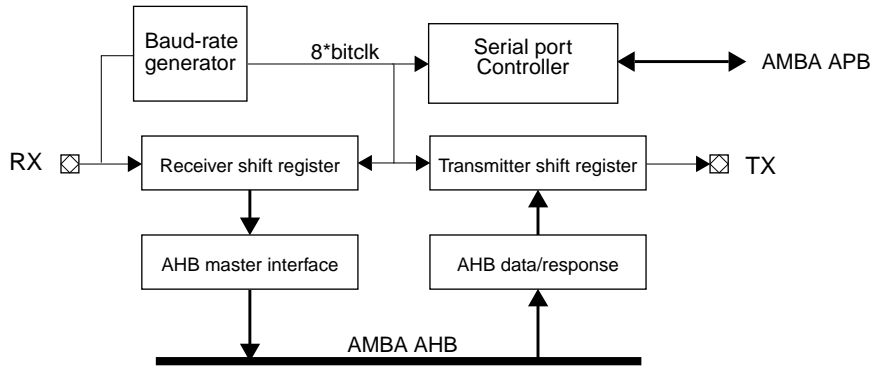 Baud-rate
generator
8*bitclk
Serial port
Controller
AMBA APB
RX
Receiver shift register
Transmitter shift register
TX
AHB master interface
AHB data/response
AMBA AHB